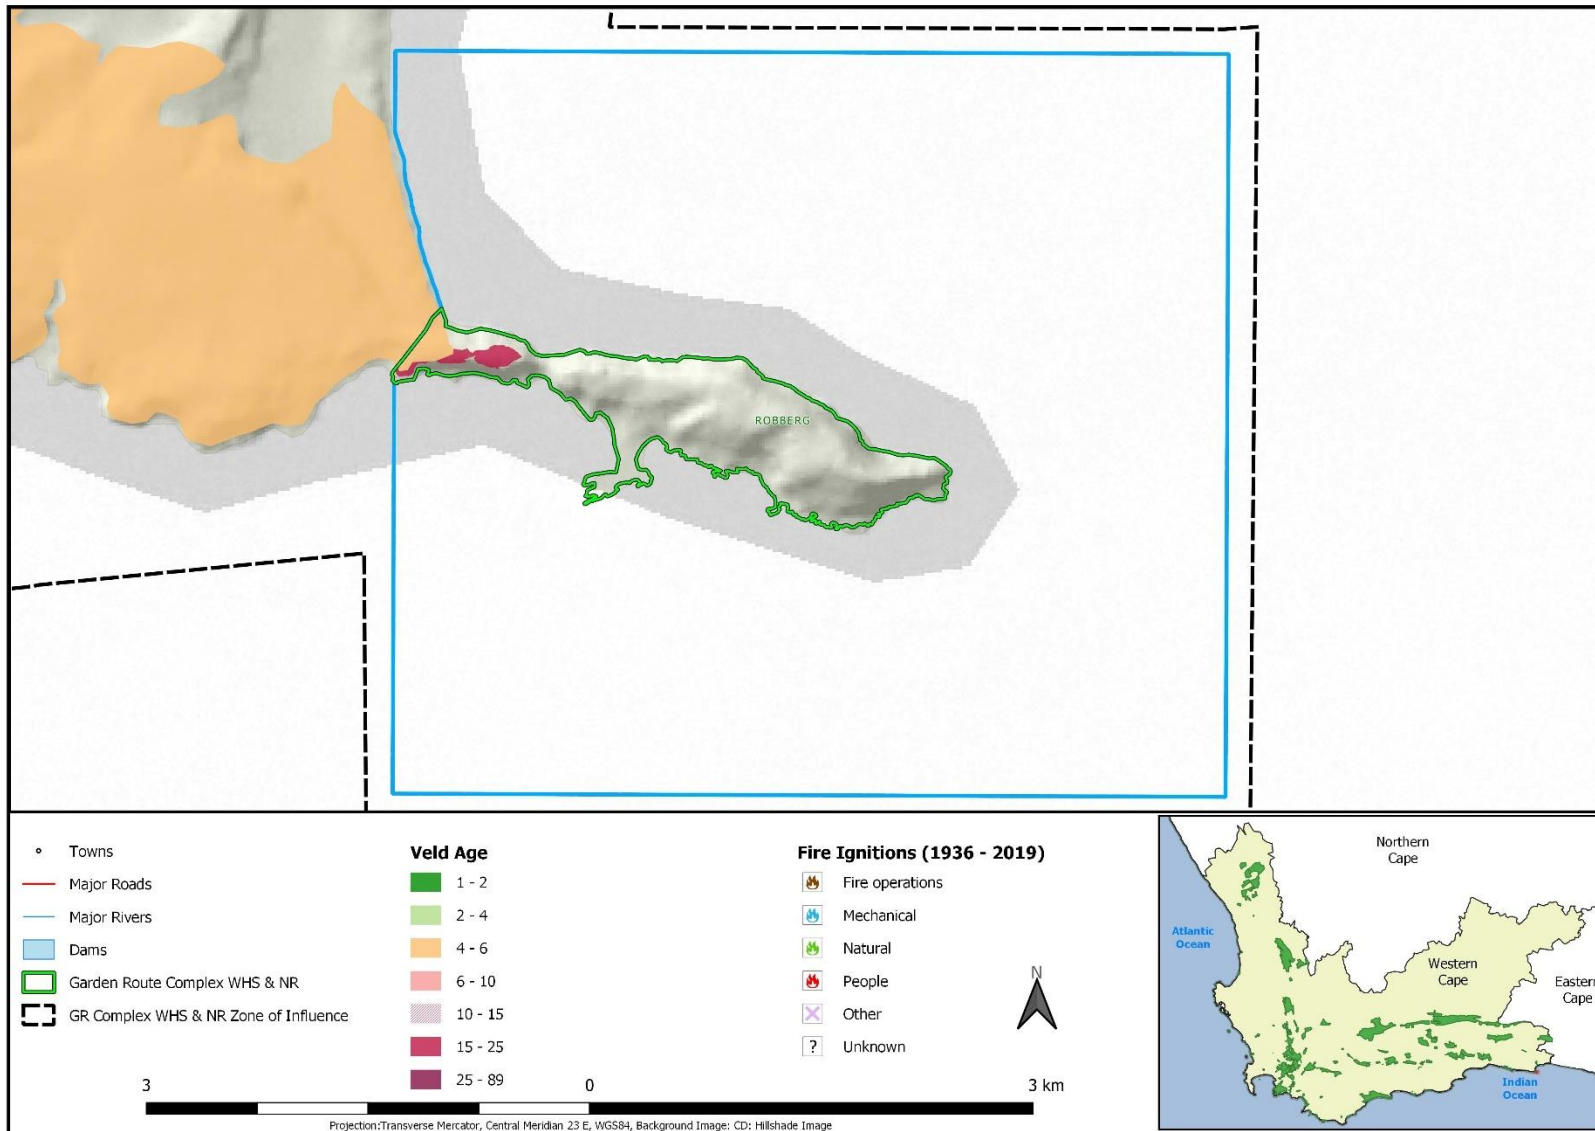 ROBBERG
Towns
Major Roads
Major Rivers
Dams
Garden Route Complex WHS & NR
GR Complex WHS & NR Zone of Influence
Veld Age
1 - 2
2 - 4
4 - 6
6 - 10
10 - 15
15 - 25
25 - 89
Fire Ignitions (1936 - 2019)
Fire operations
Mechanical
Natural
People
Other
? Unknown
N
3 0 3 km
Projection:Transverse Mercator, Central Meridian 23 E, WGS84, Background Image: CD: Hillshade Image
Northern
Cape
Atlantic
Ocean
Western
Cape
Eastern
Cape
Indian
Ocean